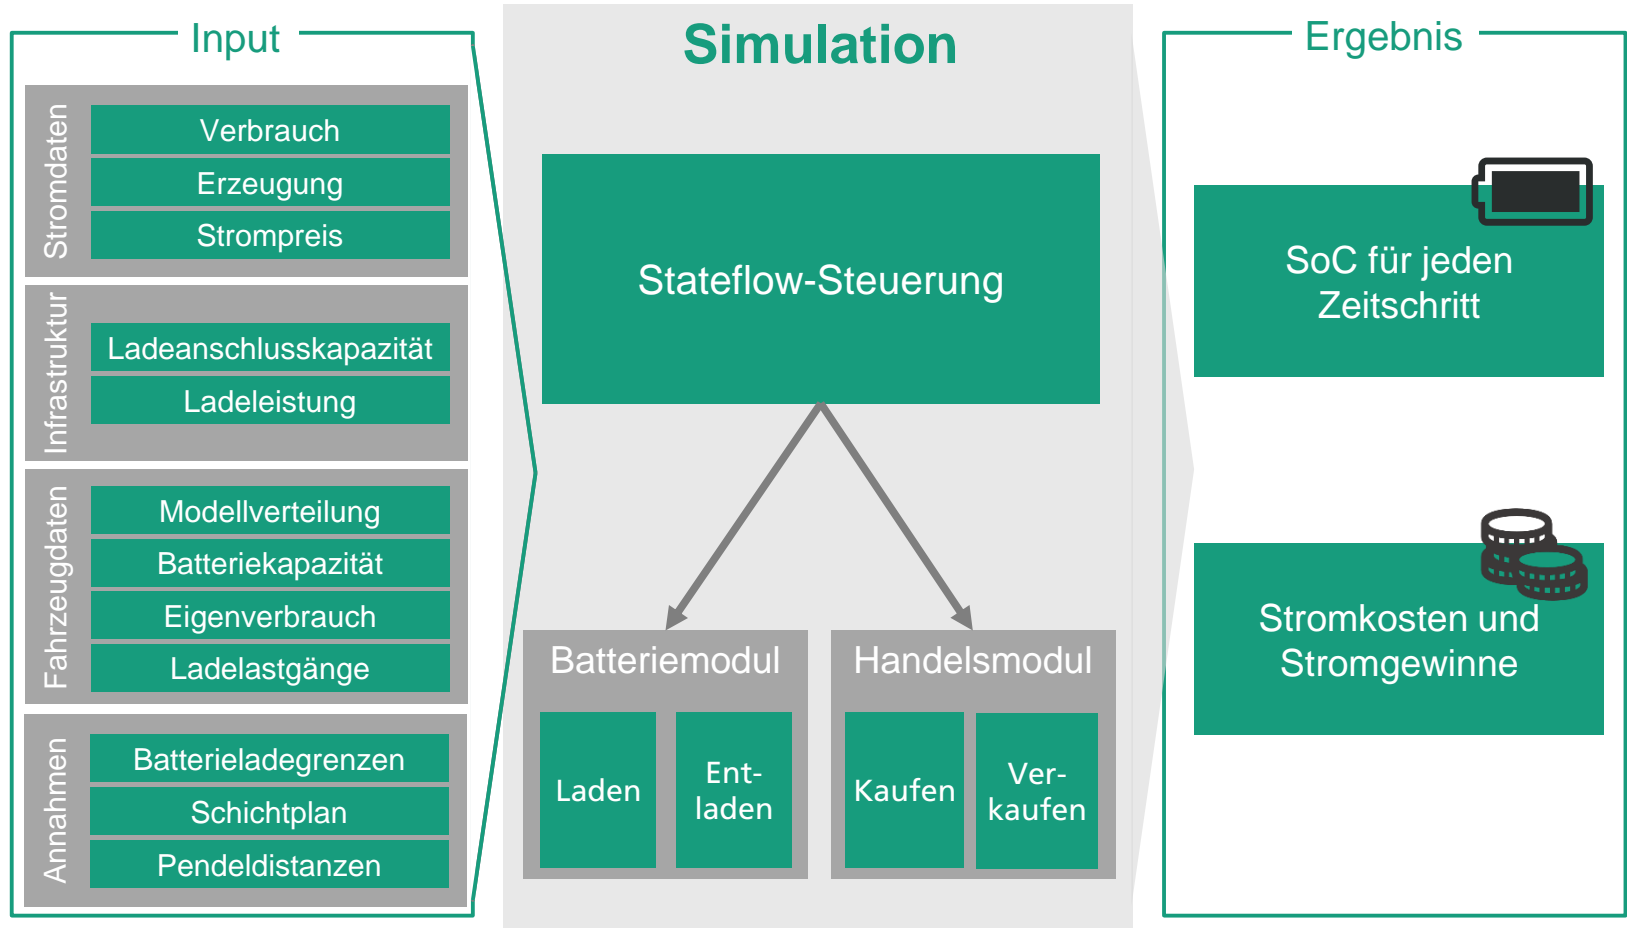 Input
Stromdaten
Verbrauch
Erzeugung
Strompreis
Infrastruktur
Ladeanschlusskapazität
Ladeleistung
Fahrzeugdaten
Modellverteilung
Batteriekapazität
Eigenverbrauch
Ladelastgänge
Annahmen
Batterieladegrenzen
Schichtplan
Pendeldistanzen
Simulation
Stateflow-Steuerung
Batteriemodul
Laden
Ent-
laden
Handelsmodul
Kaufen
Ver-
kaufen
Ergebnis
SoC für jeden
Zeitschritt
Stromkosten und
Stromgewinne